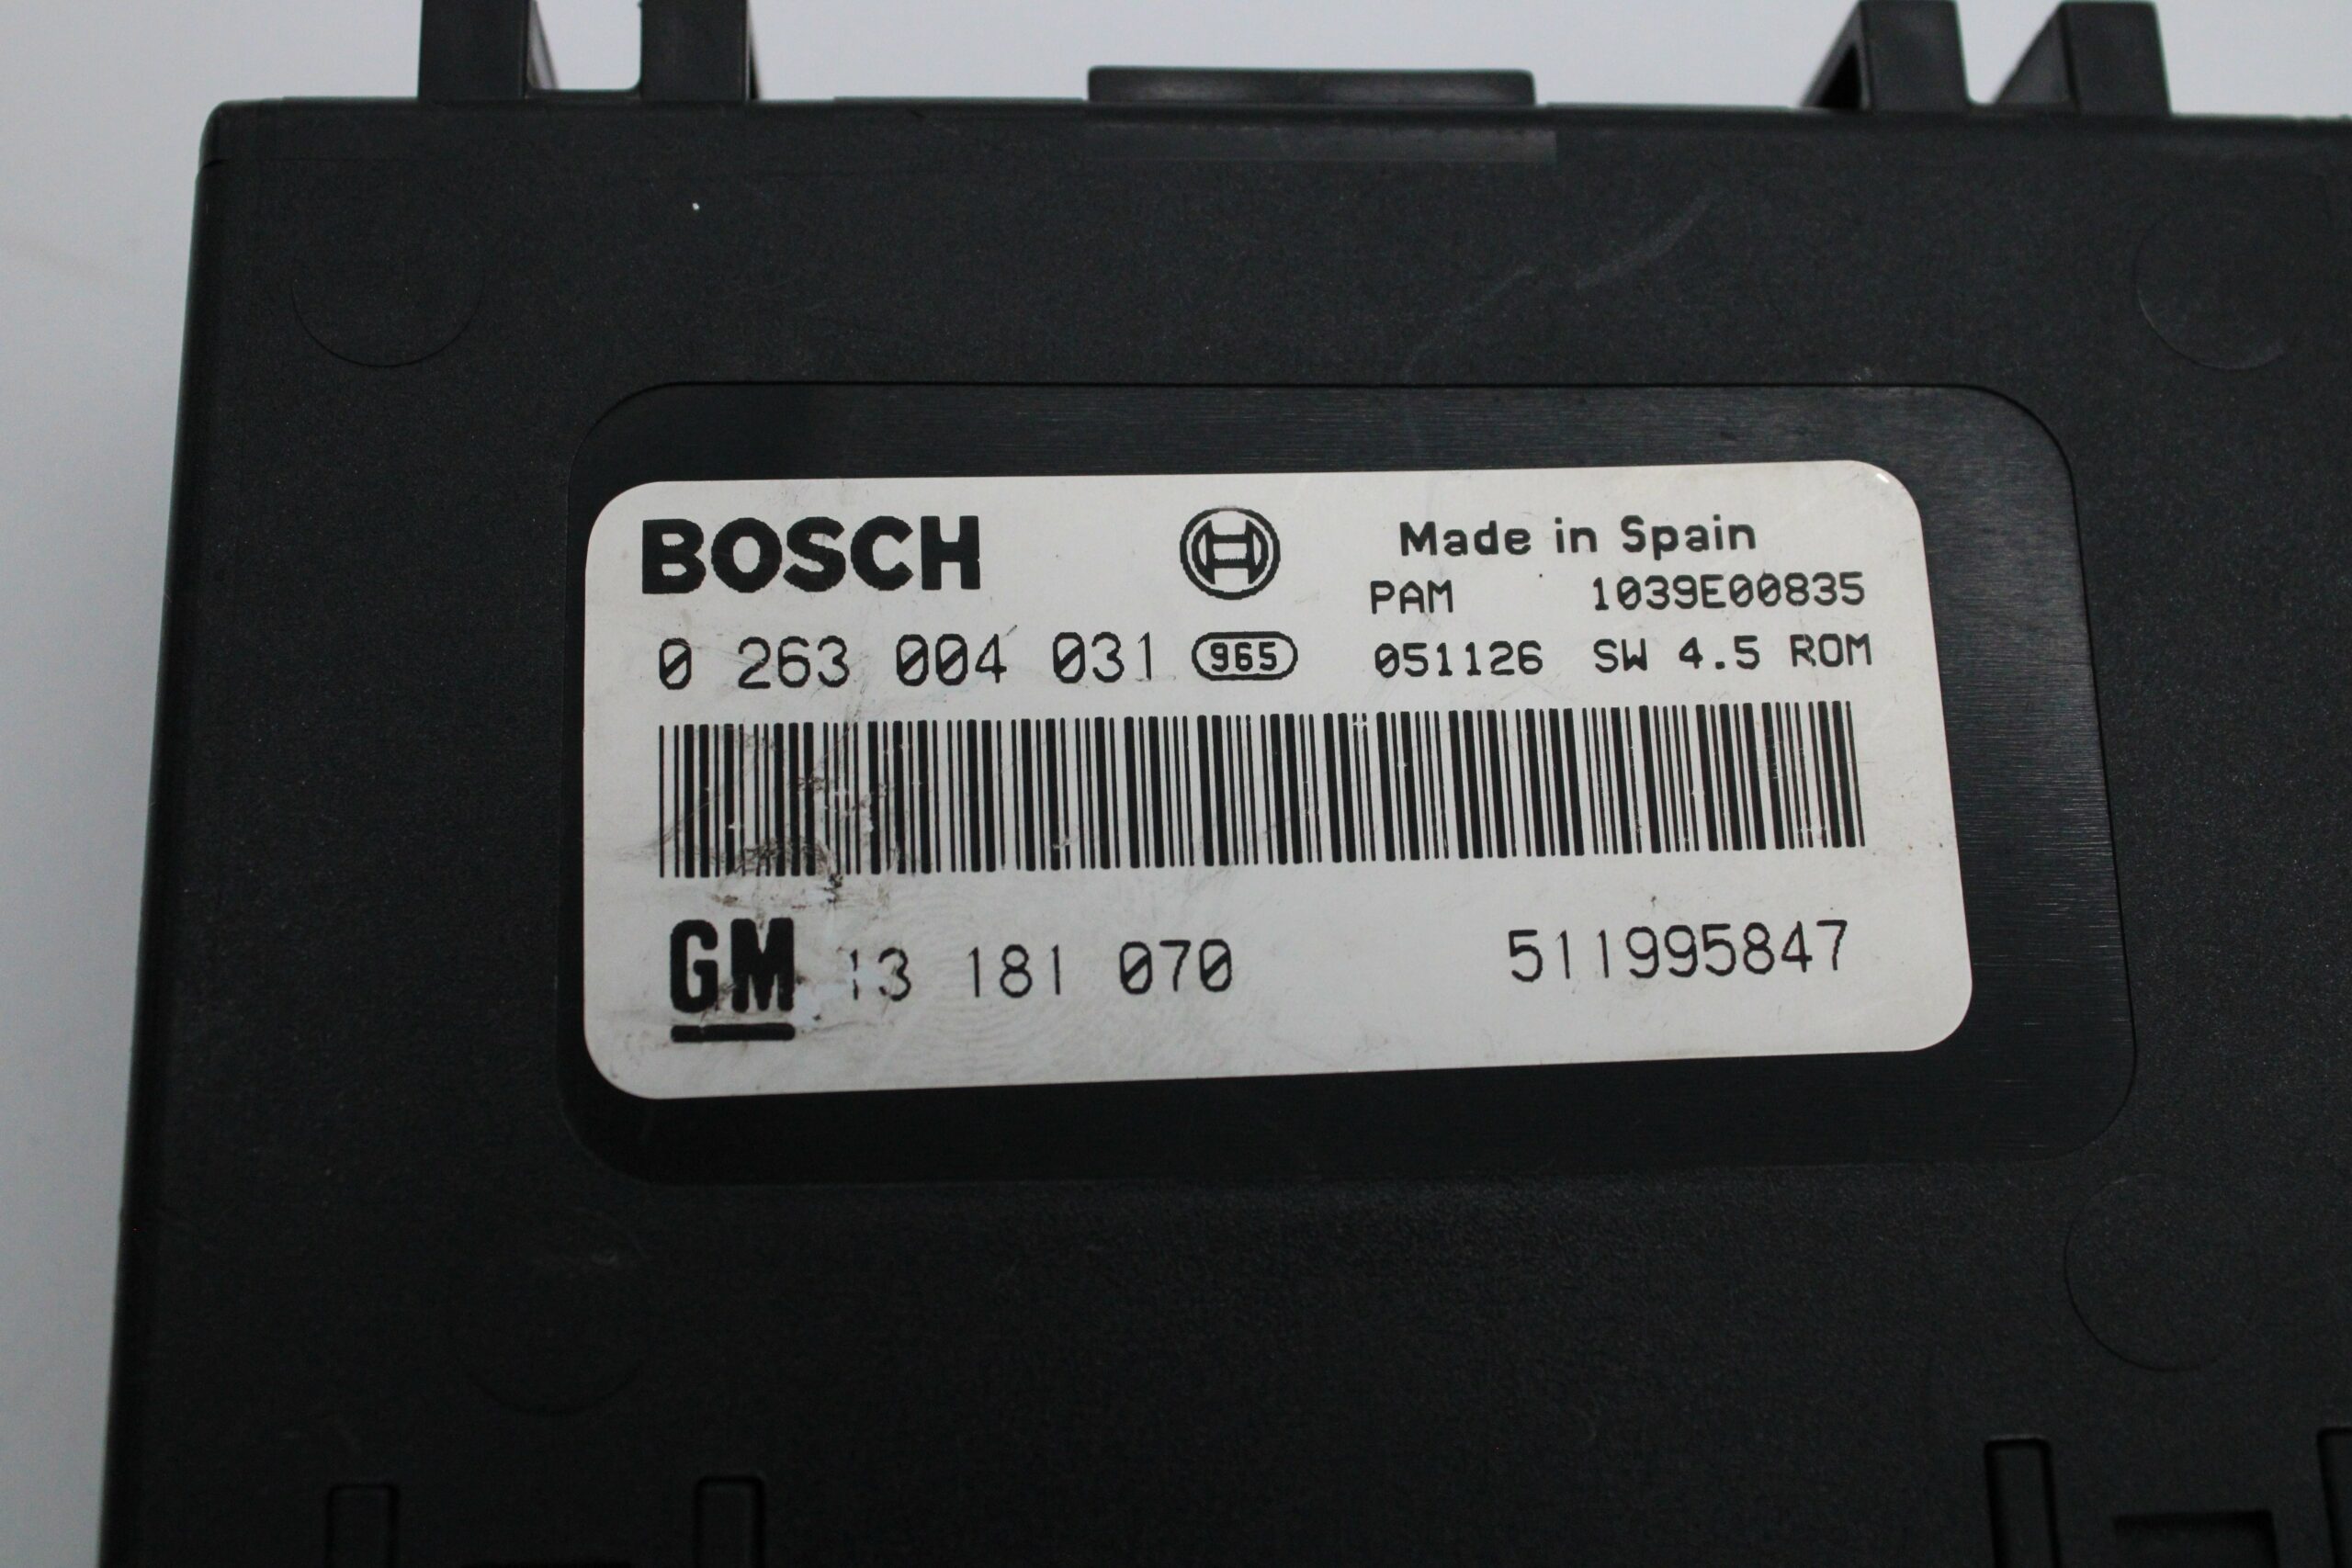 BOSCH Made in Spain
PAM 1039E00835
0 263 004 031 965 051126 SW 4.5 ROM
GM 13 181 070 511995847